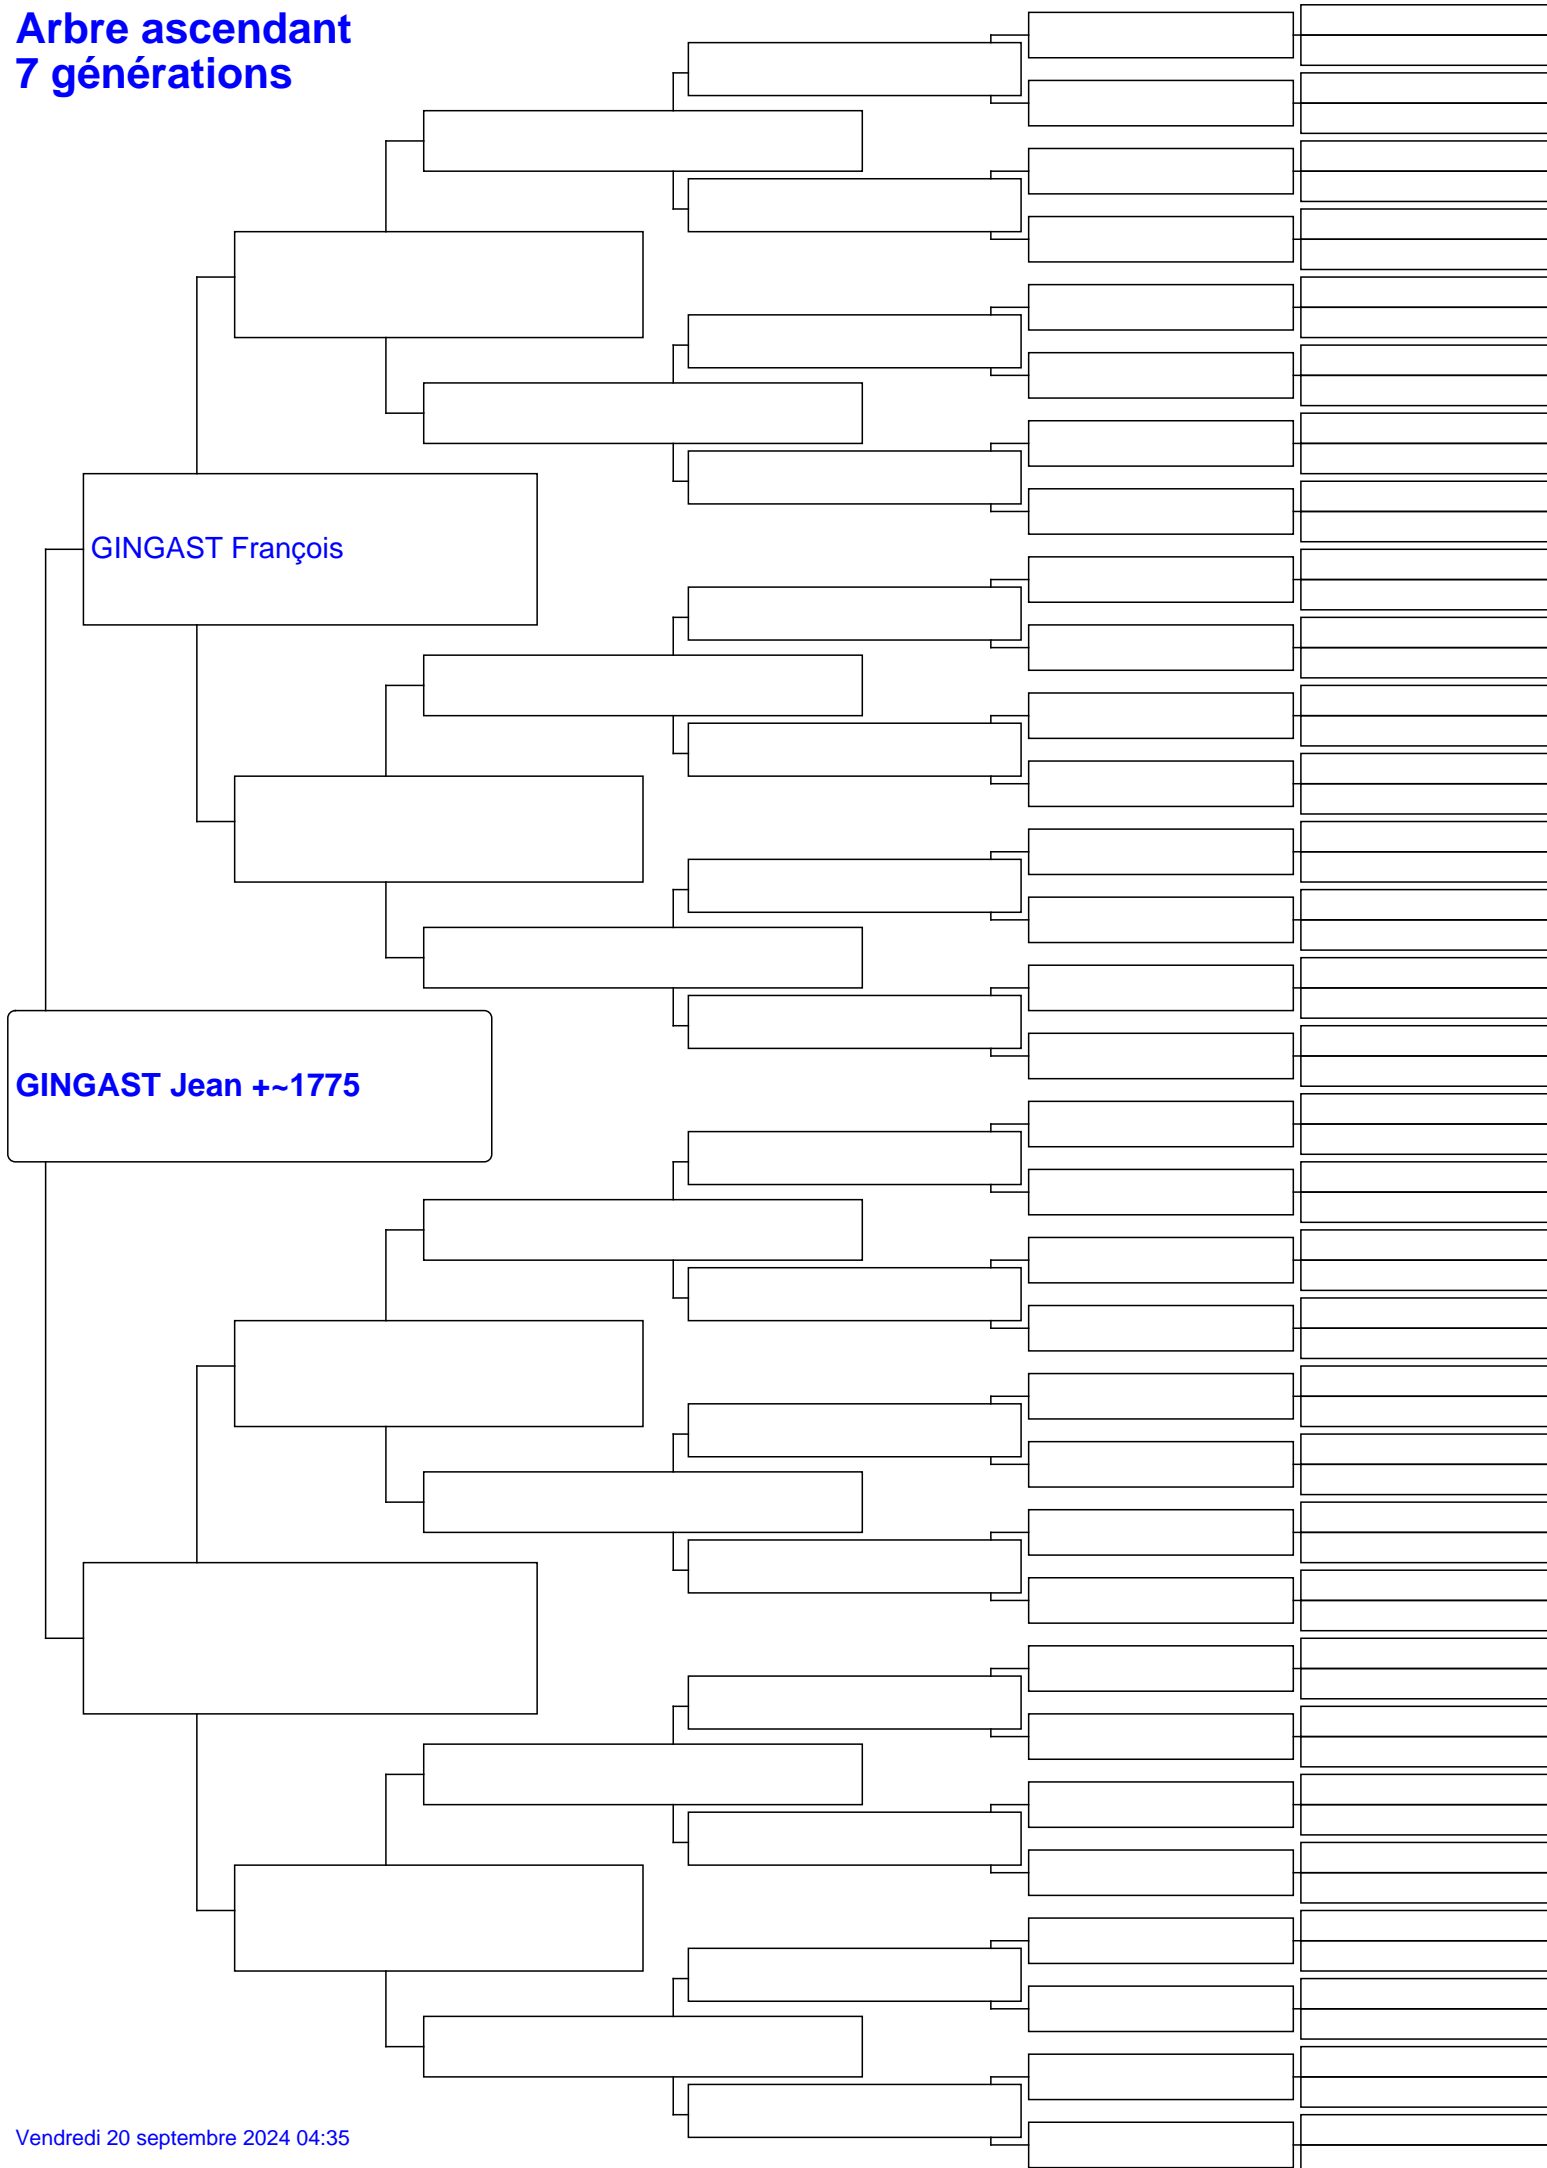 Arbre ascendant
7 générations
GINGAST François
GINGAST Jean +~1775
Vendredi 20 septembre 2024 04:35